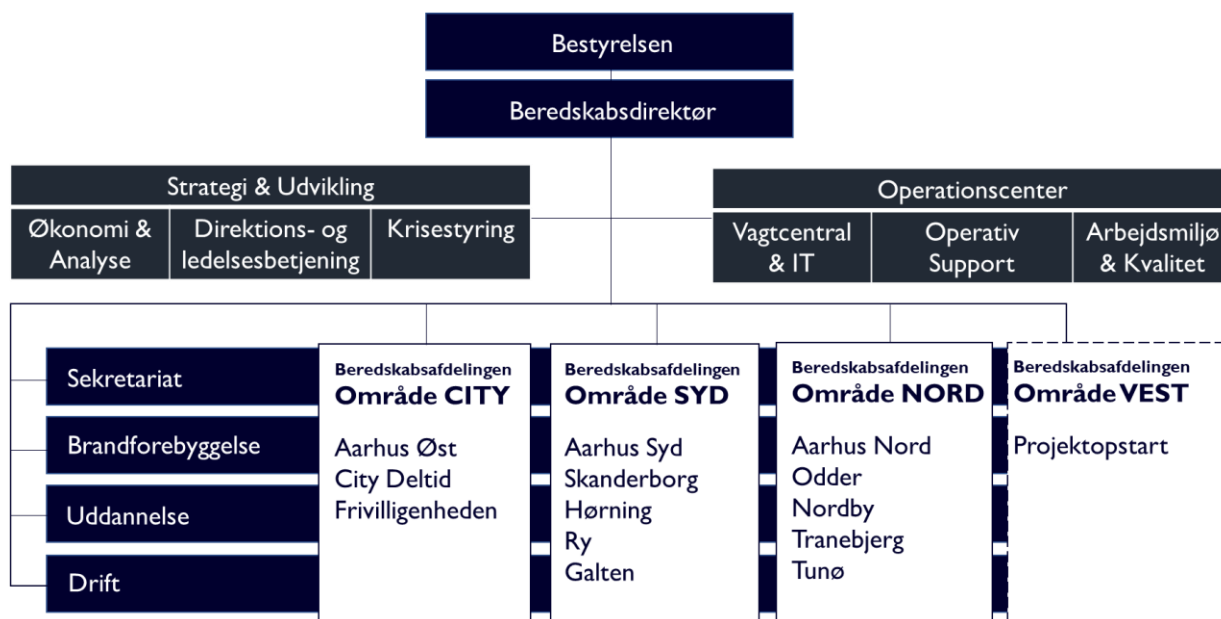 Bestyrelsen
Beredskabsdirektør
Strategi & Udvikling
Økonomi &
Analyse
Direktions- og
ledelsesbetjening
Krisestyring
Operationscenter
Vagtcentral
& IT
Operativ
Support
Arbejdsmiljø
& Kvalitet
Sekretariat
Brandforebyggelse
Uddannelse
Drift
Beredskabsafdelingen
Område CITY
Aarhus Øst
City Deltid
Frivilligenheden
Beredskabsafdelingen
Område SYD
Aarhus Syd
Skanderborg
Hørning
Ry
Galten
Beredskabsafdelingen
Område NORD
Aarhus Nord
Odder
Nordby
Tranebjerg
Tunø
Beredskabsafdelingen
Område VEST
Projektopstart